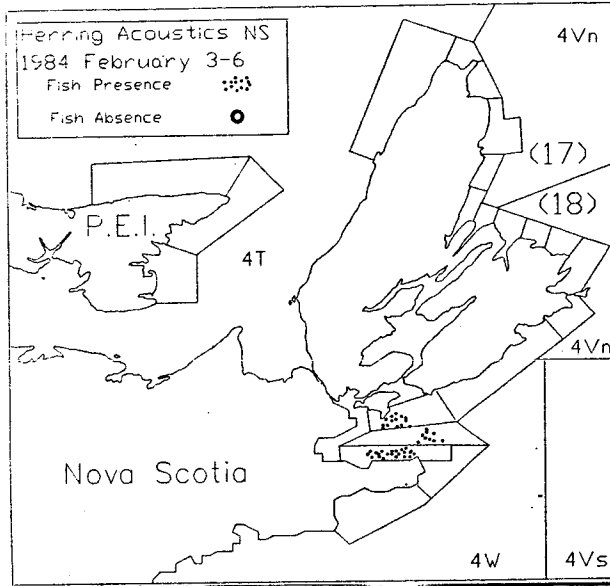 Herring Acoustics NS
1984 February 3-6
Fish Presence
Fish Absence
4Vn
(17)
(18)
P.E.I.
4T
4Vn
Nova Scotia
4W
4Vs